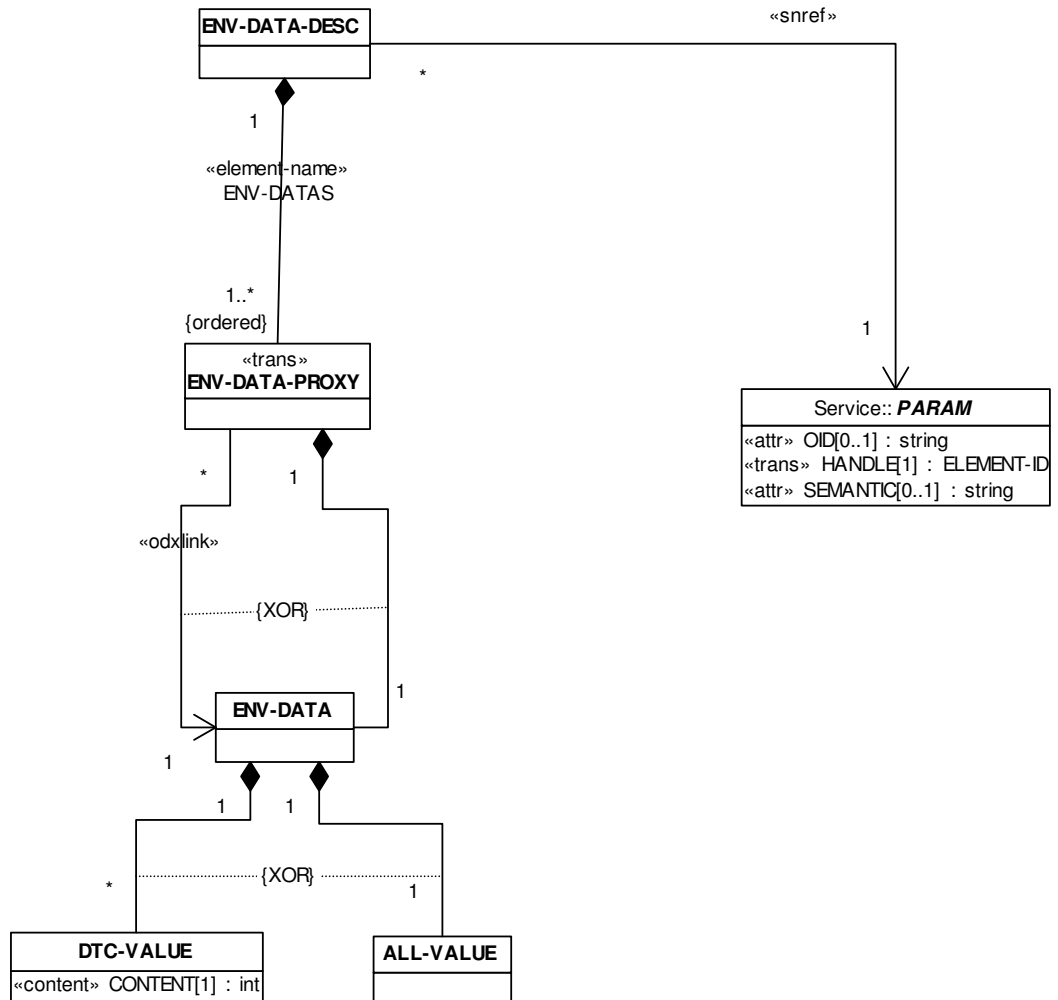 «snref»
ENV-DATA-DESC
*
1
«element-name»
ENV-DATAS
1..*
{ordered}
1
«trans»
ENV-DATA-PROXY
Service:: PARAM
«attr» OID[0..1] : string
«trans» HANDLE[1] : ELEMENT-ID
«attr» SEMANTIC[0..1] : string
*
1
«odxlink»
{XOR}
1
ENV-DATA
1
1
1
{XOR}
*
1
DTC-VALUE
«content» CONTENT[1] : int
ALL-VALUE